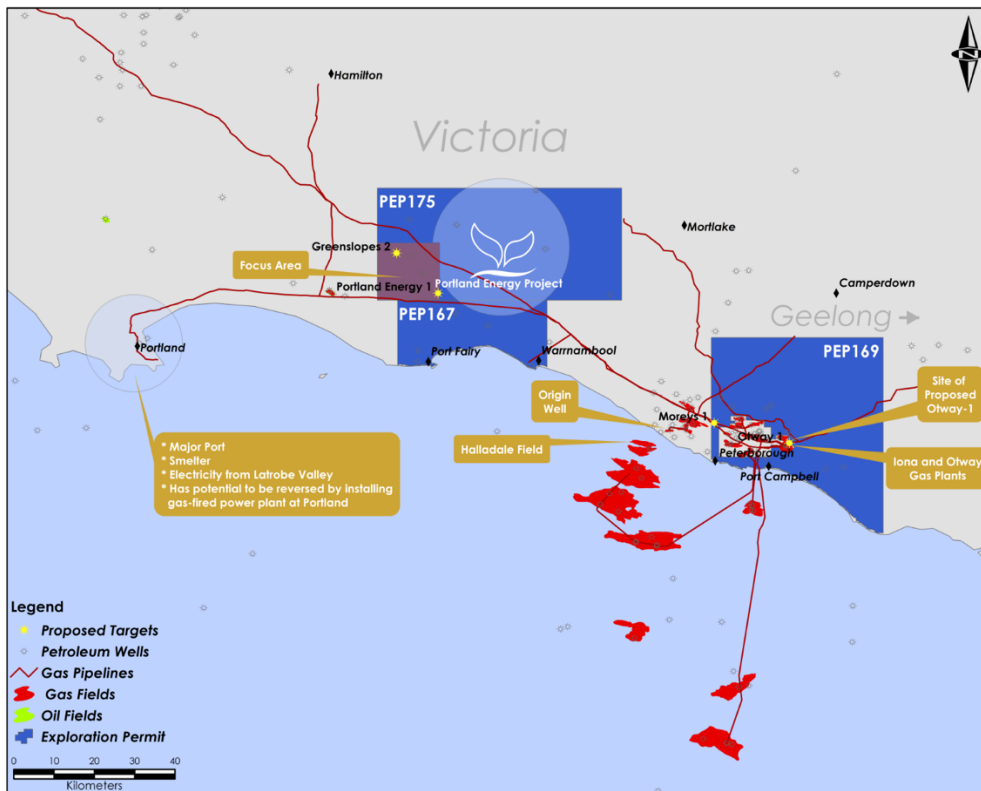 Hamilton
Victoria
PEP175
Mortlake
Greenslopes 2
Focus Area
Portland Energy 1
Portland Energy Project
Camperdown
PEP167
Geelong
Portland
Port Fairy
Warrnambool
PEP169
Origin
Well
Site of
Proposed
Otway-1
Moreys 1
Otway 1
Halladale Field
Peterborough
Port Campbell
Iona and Otway
Gas Plants
* Major Port
* Smelter
* Electricity from Latrobe Valley
* Has potential to be reversed by installing
gas-fired power plant at Portland
Legend
Proposed Targets
Petroleum Wells
Gas Pipelines
Gas Fields
Oil Fields
Exploration Permit
0 10 20 30 40
Kilometers
N